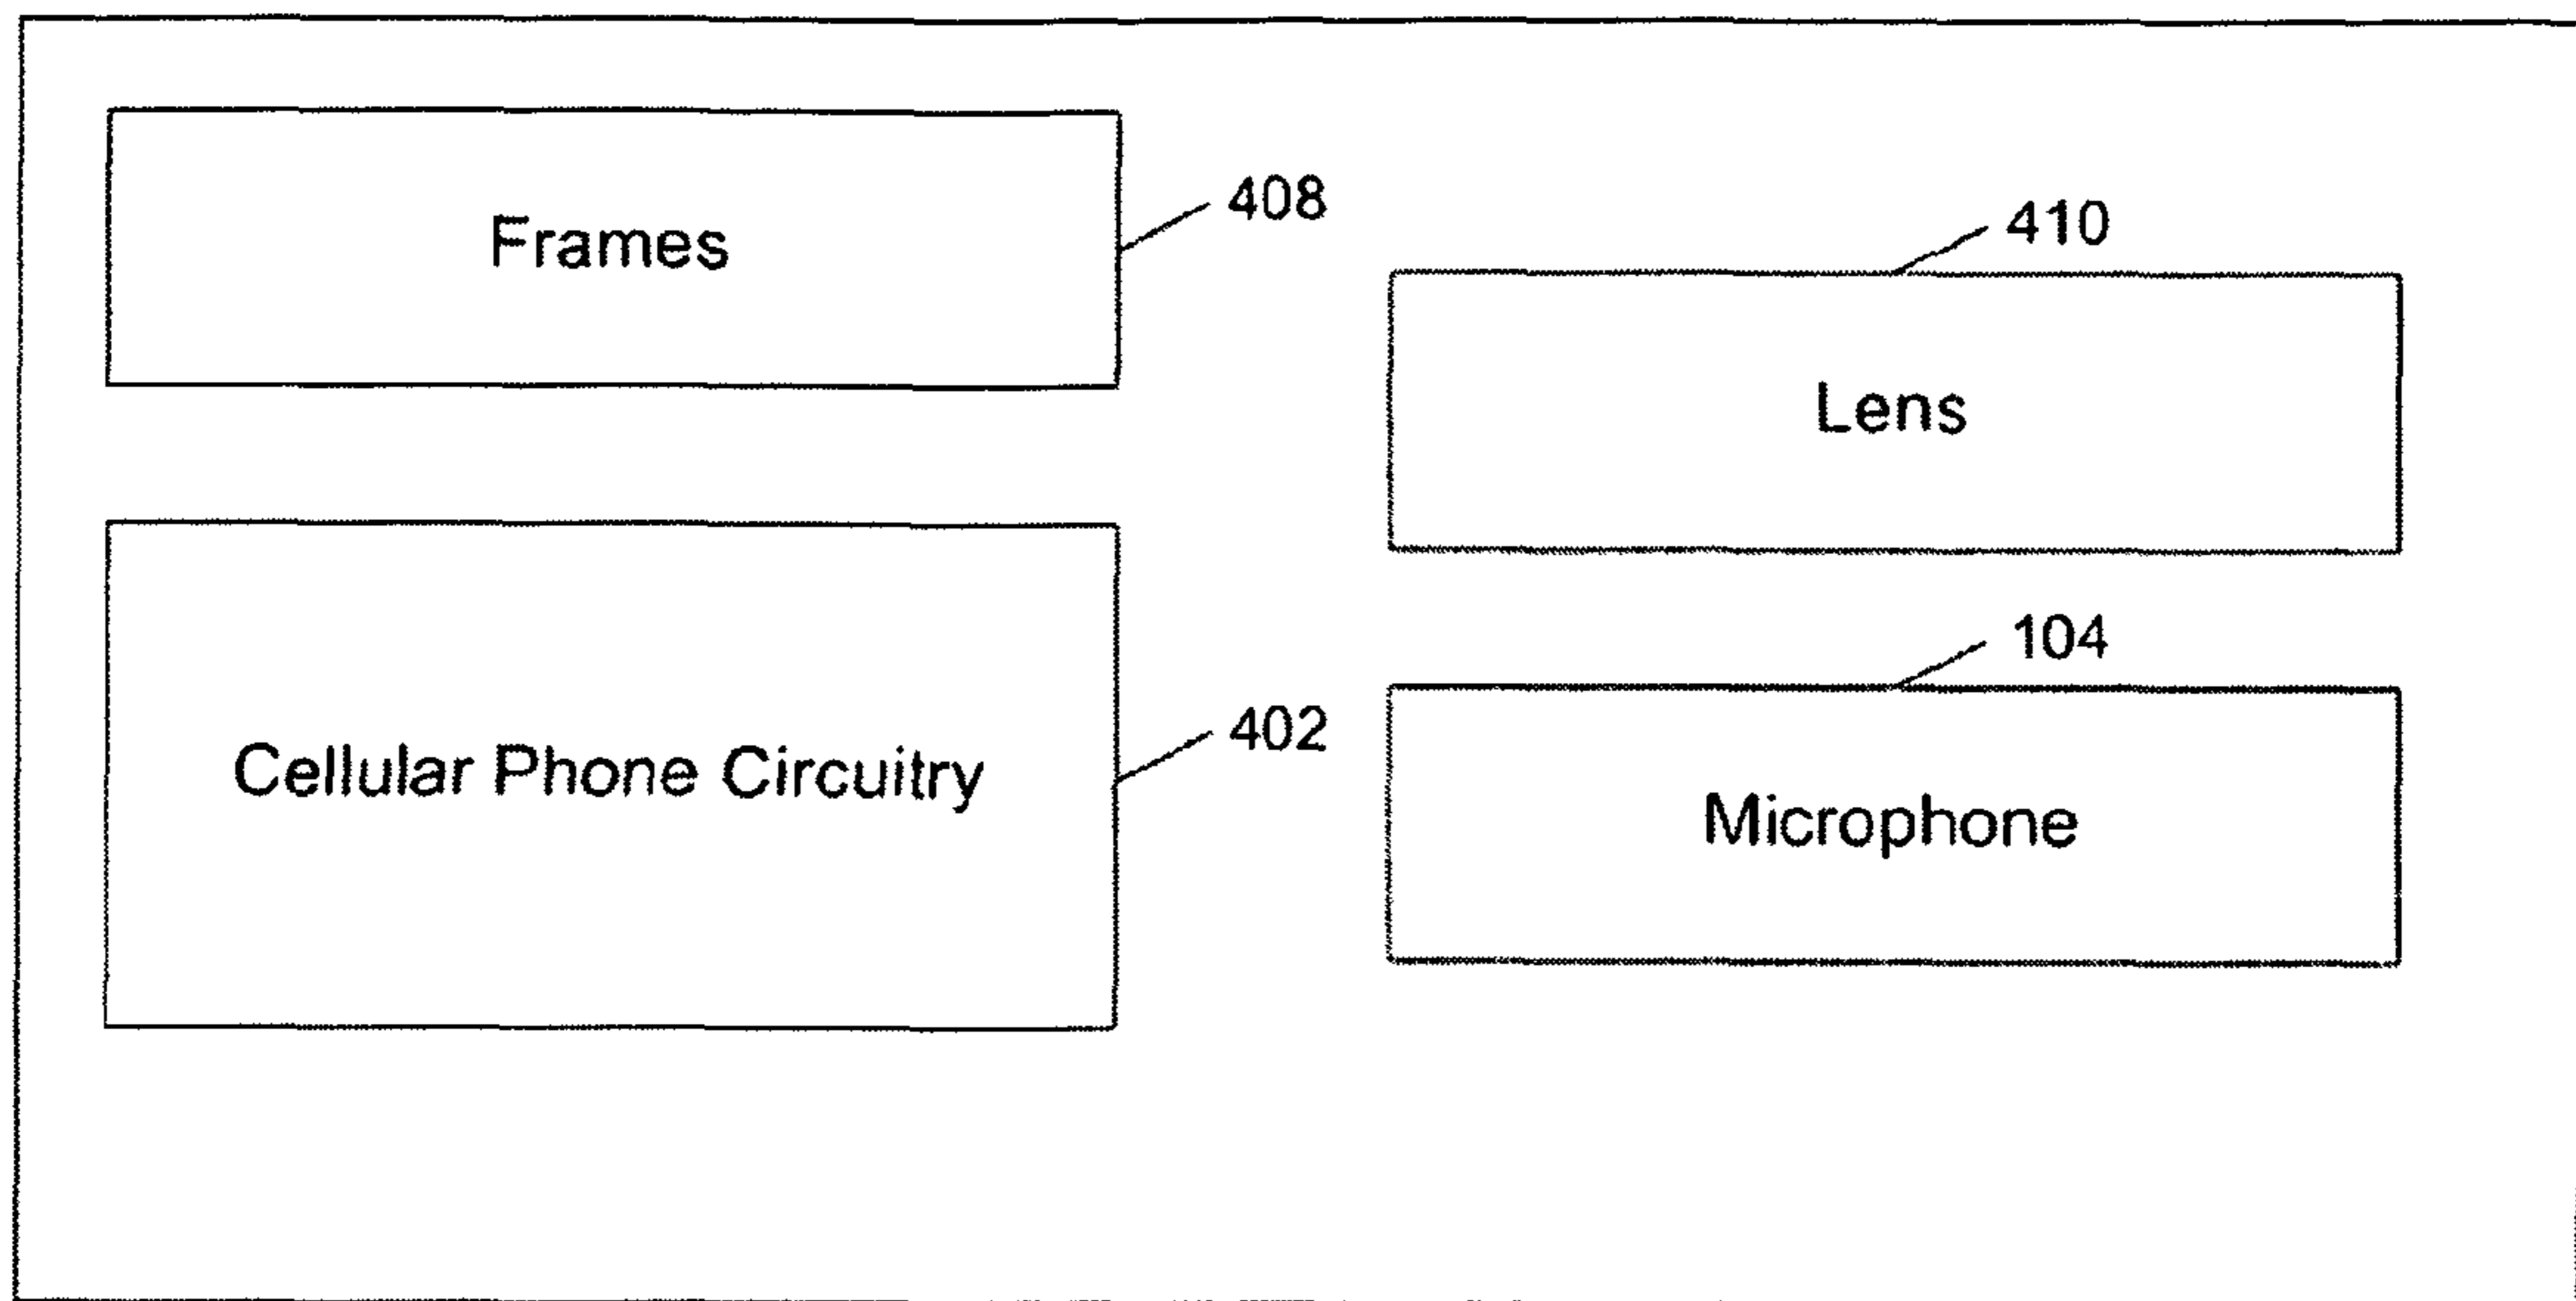 Frames
408
410
Lens
Cellular Phone Circuitry
402
104
Microphone